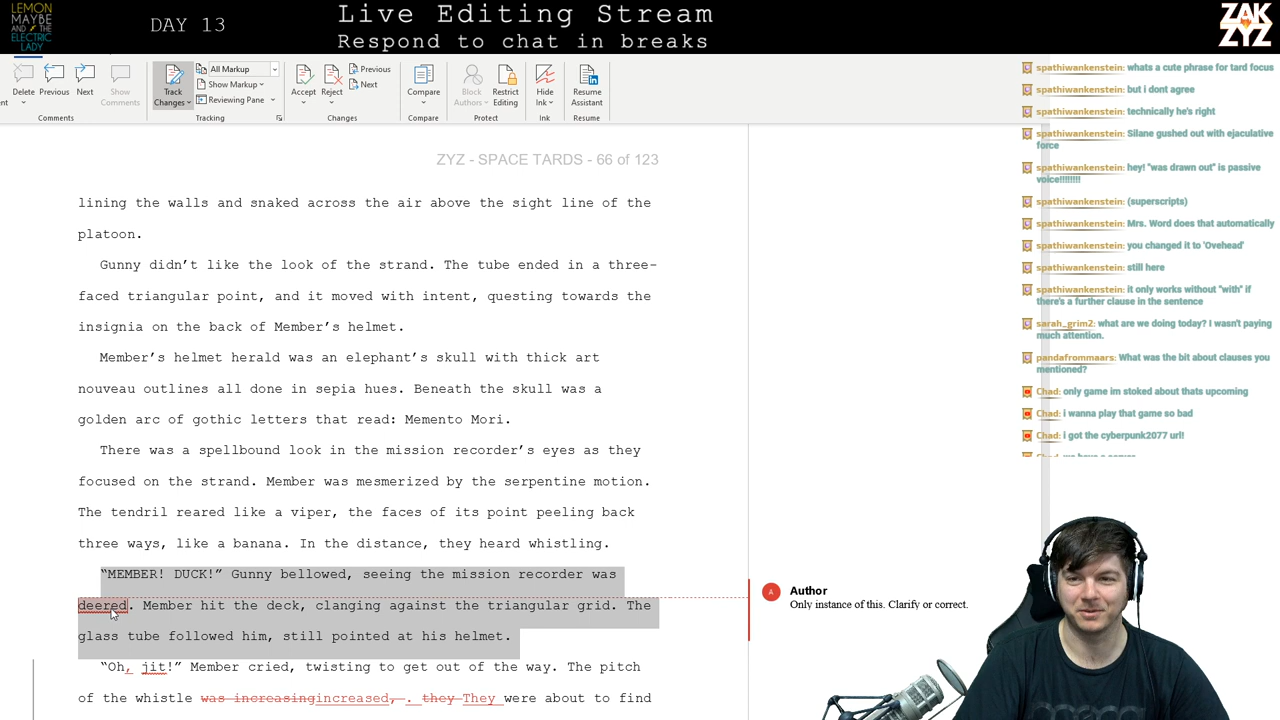 LEMON
MAYBE
AND THE
ELECTRIC
LADY
DAY 13
Live Editing Stream
Respond to chat in breaks
ZAK
ZYZ
Delete
Previous
Next
Show
Comments
Comments
Track
Changes
All Markup
Show Markup
Reviewing Pane
Tracking
Accept
Reject
Previous
Next
Changes
Compare
Compare
Block
Authors
Restrict
Editing
Protect
Hide
Ink
Ink
Resume
Assistant
Resume
ZYZ - SPACE TARDS - 66 of 123
lining the walls and snaked across the air above the sight line of the
platoon.
Gunny didn’t like the look of the strand. The tube ended in a three-
faced triangular point, and it moved with intent, questing towards the
insignia on the back of Member’s helmet.
Member’s helmet herald was an elephant’s skull with thick art
nouveau outlines all done in sepia hues. Beneath the skull was a
golden arc of gothic letters that read: Memento Mori.
There was a spellbound look in the mission recorder’s eyes as they
focused on the strand. Member was mesmerized by the serpentine motion.
The tendril reared like a viper, the faces of its point peeling back
three ways, like a banana. In the distance, they heard whistling.
“MEMBER! DUCK!” Gunny bellowed, seeing the mission recorder was
deered. Member hit the deck, clanging against the triangular grid. The
glass tube followed him, still pointed at his helmet.
“Oh, jit!” Member cried, twisting to get out of the way. The pitch
of the whistle was increasingincreased, . they They were about to find
A
Author
Only instance of this. Clarify or correct.
spathiwankenstein: whats a cute phrase for tard focus
spathiwankenstein: but i dont agree
spathiwankenstein: technically he's right
spathiwankenstein: Silane gushed out with ejaculative
force
spathiwankenstein: hey! "was drawn out" is passive
voice!!!!!!!!
spathiwankenstein: (superscripts)
spathiwankenstein: Mrs. Word does that automatically
spathiwankenstein: you changed it to 'Ovehead'
spathiwankenstein: still here
spathiwankenstein: it only works without "with" if
there's a further clause in the sentence
sarah_grim2: what are we doing today? I wasn't paying
much attention.
pandafrommaars: What was the bit about clauses you
mentioned?
Chad: only game im stoked about thats upcoming
Chad: i wanna play that game so bad
Chad: i got the cyberpunk2077 url!